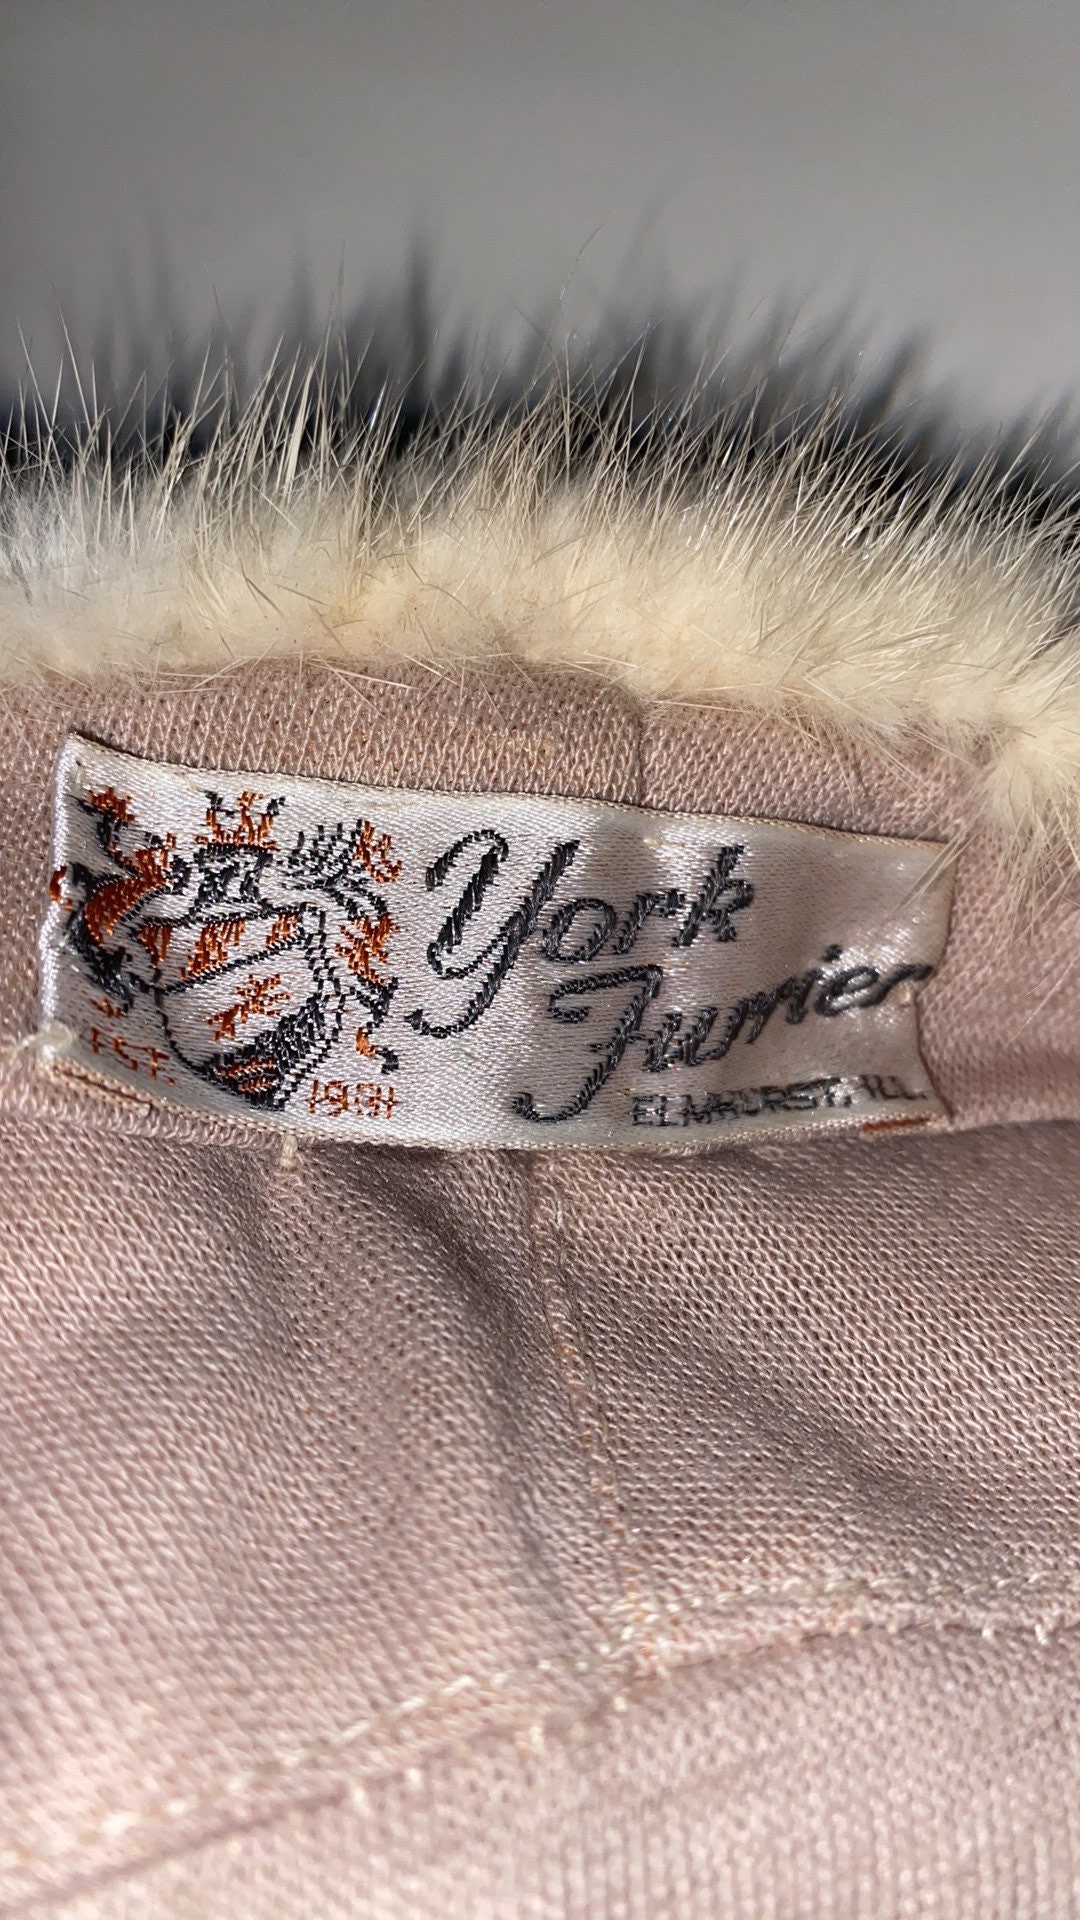 York
Furrier
ELMHURST, ILL.
EST. 1931